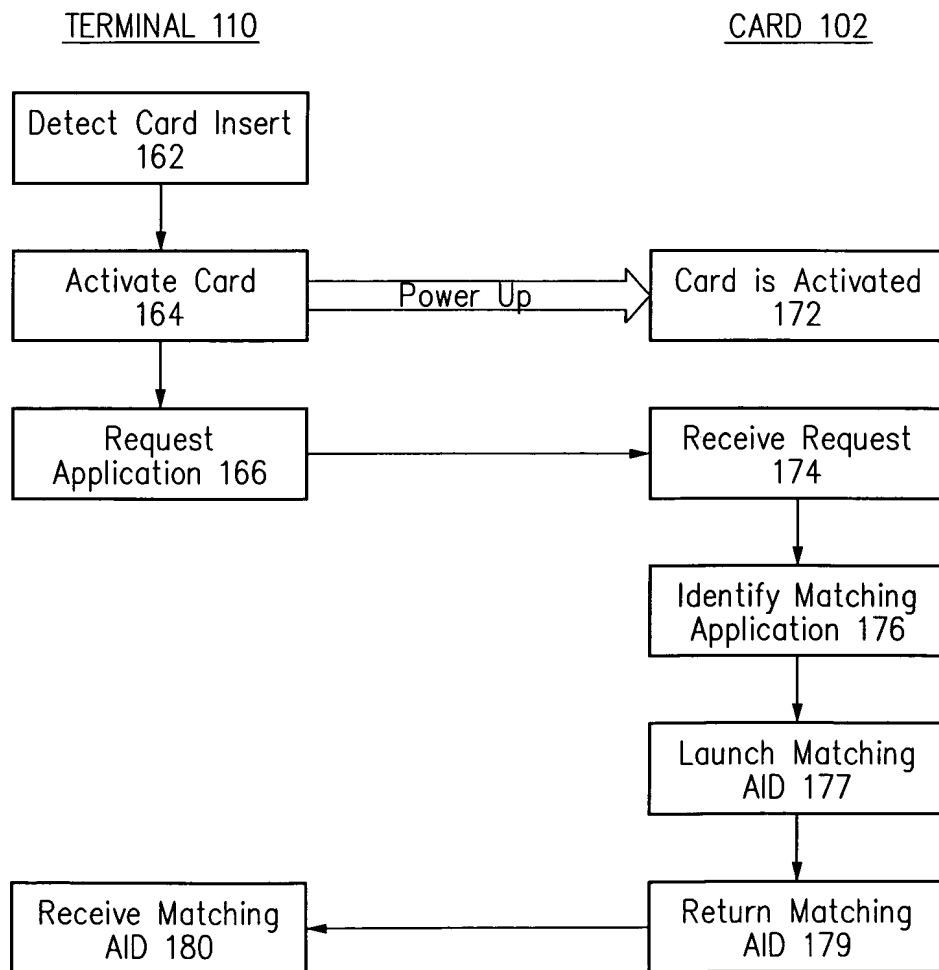 TERMINAL 110
CARD 102
Detect Card Insert
162
Activate Card
164
Power Up
Card is Activated
172
Request
Application 166
Receive Request
174
Identify Matching
Application 176
Launch Matching
AID 177
Receive Matching
AID 180
Return Matching
AID 179